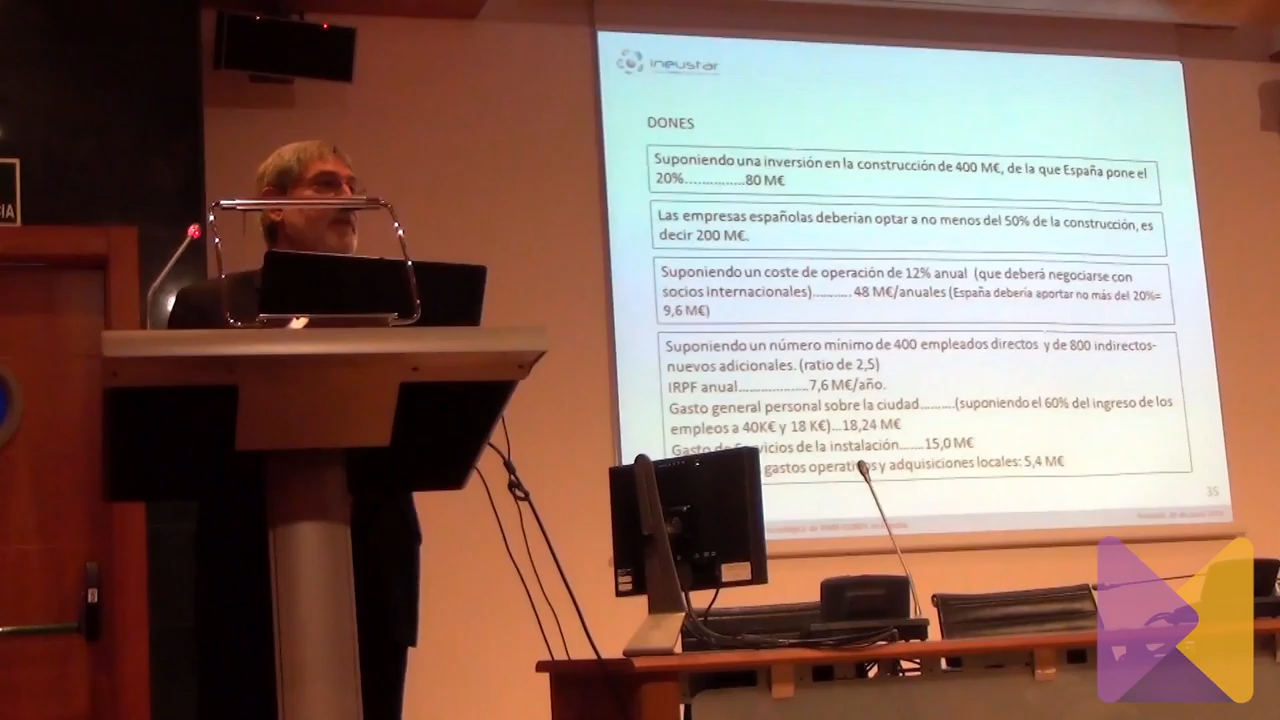 ineustar
DONES
Suponiendo una inversión en la construcción de 400 M€, de la que España pone el
20%...............80 M€
Las empresas españolas deberían optar a no menos del 50% de la construcción, es
decir 200 M€.
Suponiendo un coste de operación de 12% anual (que deberá negociarse con
socios internacionales)........... 48 M€/anuales (España debería aportar no más del 20%=
9,6 M€)
Suponiendo un número mínimo de 400 empleados directos y de 800 indirectos-
nuevos adicionales. (ratio de 2,5)
IRPF anual.....................7,6 M€/año.
Gasto general personal sobre la ciudad..........(suponiendo el 60% del ingreso de los
empleos a 40K€ y 18 K€)...18,24 M€
Gasto de Servicios de la instalación.......15,0 M€
gastos operativos y adquisiciones locales: 5,4 M€
35
CIA